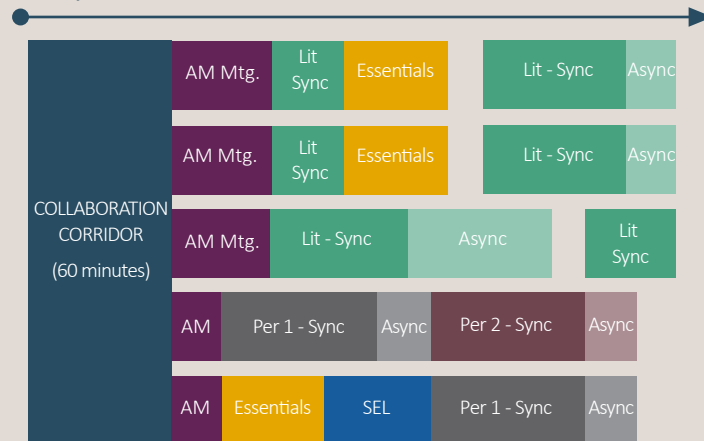 COLLABORATION
CORRIDOR
(60 minutes)
AM Mtg.
Lit
Sync
Essentials
Lit - Sync
Async
AM Mtg.
Lit
Sync
Essentials
Lit - Sync
Async
AM Mtg.
Lit - Sync
Async
Lit
Sync
AM
Per 1 - Sync
Async
Per 2 - Sync
Async
AM
Essentials
SEL
Per 1 - Sync
Async